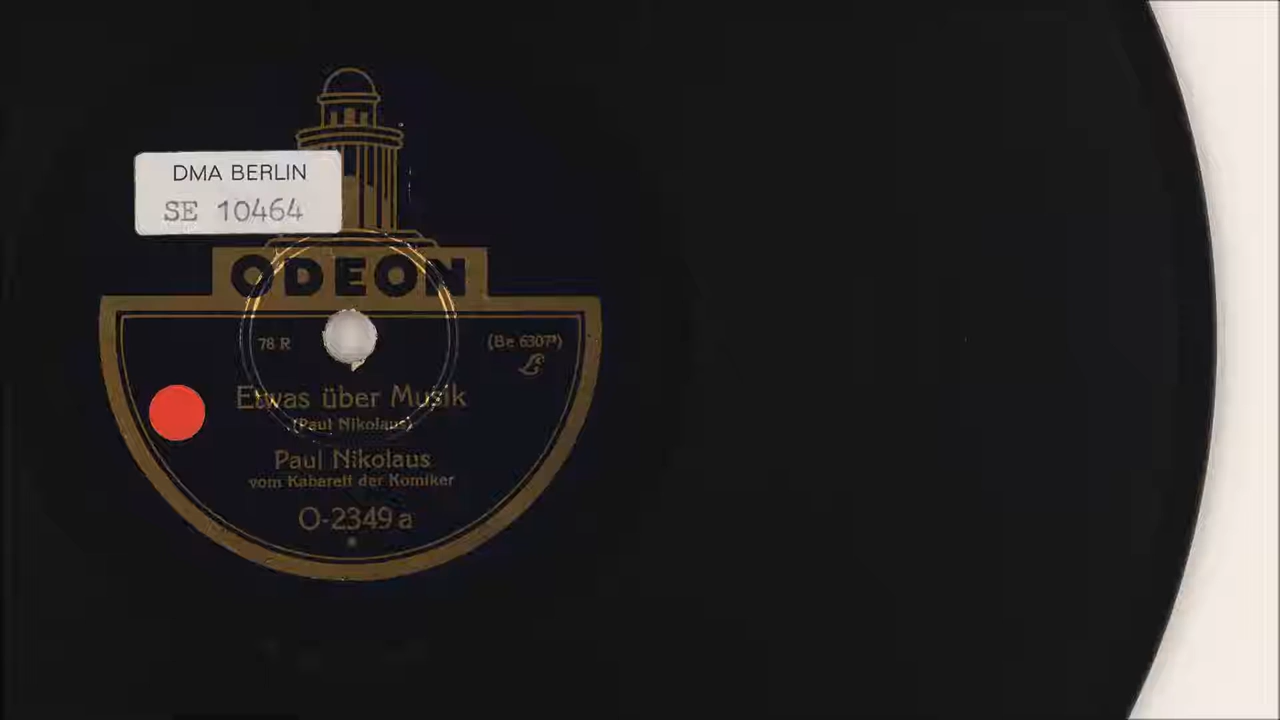 DMA BERLIN
SE 10464
ODEON
78 R
(Be 6307²)
L
Etwas über Musik
(Paul Nikolaus)
Paul Nikolaus
vom Kabarett der Komiker
O-2349 a